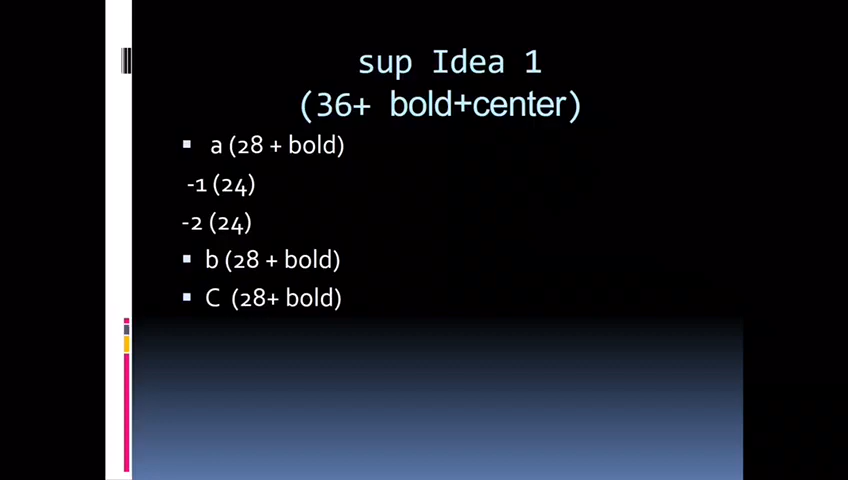 sup Idea 1
(36+ bold+center)
▪ a (28 + bold)
-1 (24)
-2 (24)
▪ b (28 + bold)
▪ C (28+ bold)